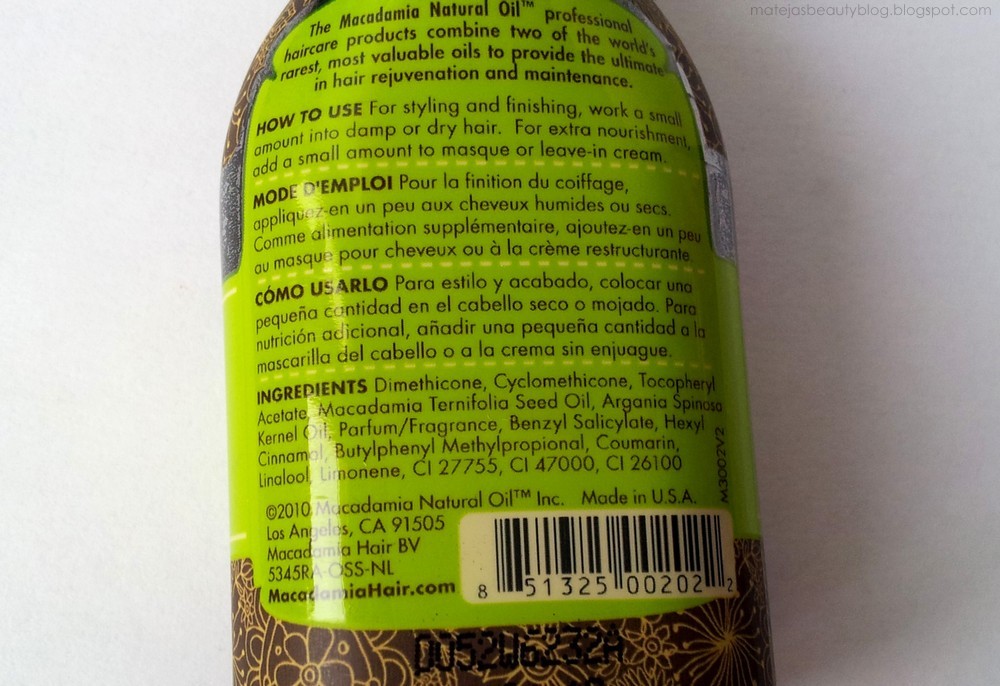 matejasbeautyblog.blogspot.com
The Macadamia Natural Oil™ professional
haircare products combine two of the world's
rarest, most valuable oils to provide the ultimate
in hair rejuvenation and maintenance.
HOW TO USE For styling and finishing, work a small
amount into damp or dry hair. For extra nourishment,
add a small amount to masque or leave-in cream.
MODE D'EMPLOI Pour la finition du coiffage,
appliquez-en un peu aux cheveux humides ou secs.
Comme alimentation supplémentaire, ajoutez-en un peu
au masque pour cheveux ou à la crème restructurante
CÓMO USARLO Para estilo y acabado, colocar una
pequeña cantidad en el cabello seco o mojado. Para
nutrición adicional, añadir una pequeña cantidad a la
mascarilla del cabello o a la crema sin enjuague.
INGREDIENTS Dimethicone, Cyclomethicone, Tocopheryl
Acetate, Macadamia Ternifolia Seed Oil, Argania Spinosa
Kernel Oil, Parfum/Fragrance, Benzyl Salicylate, Hexyl
Cinnamal, Butylphenyl Methylpropional, Coumarin,
Linalool, Limonene, CI 27755, CI 47000, CI 26100
M3002V2
©2010 Macadamia Natural Oil™ Inc. Made in U.S.A.
Los Angeles, CA 91505
Macadamia Hair BV
5345RA-OSS-NL
MacadamiaHair.com
8 51325 00202 2